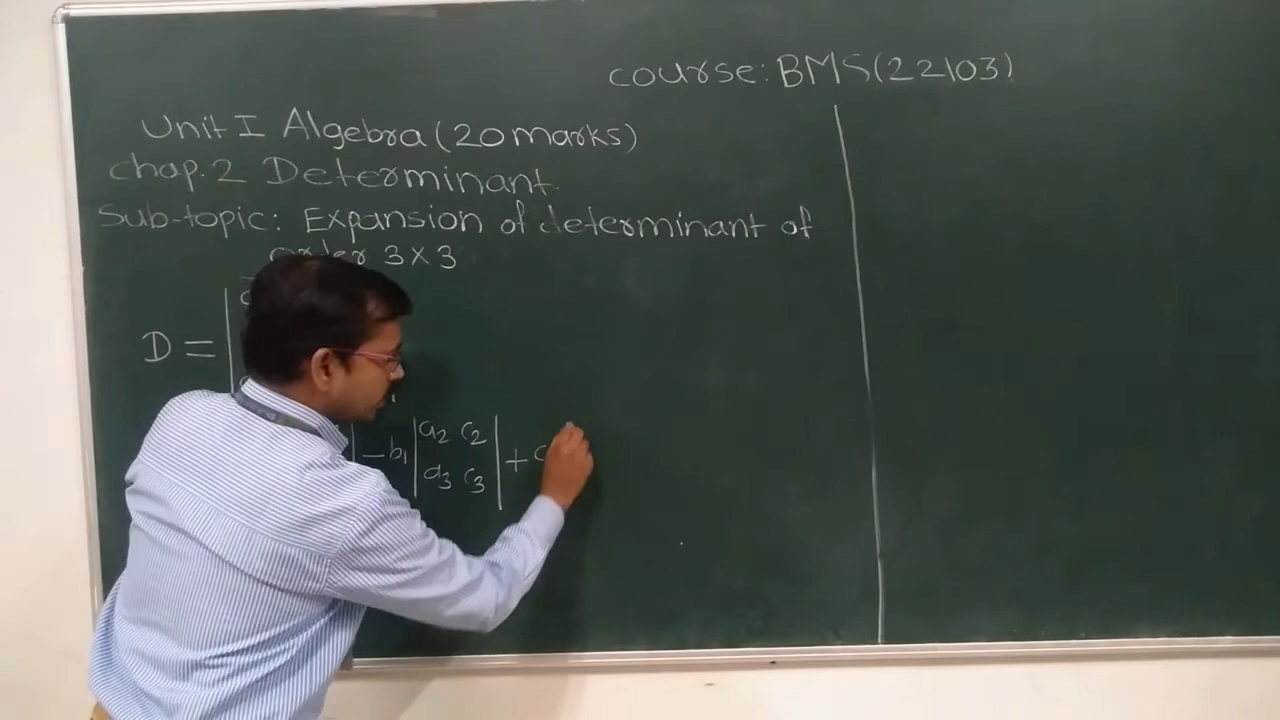 course: BMS(22103)
Unit I Algebra (20 marks)
chap.2 Determinant
Sub-topic: Expansion of determinant of
order 3×3
D = |
| - b₁ | a₂ c₂ | + c
a₃ c₃